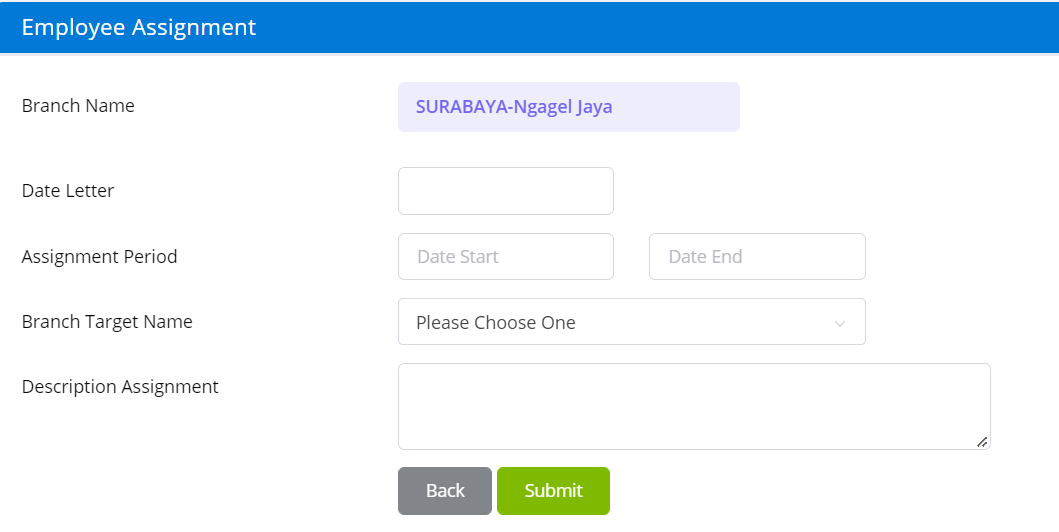 Employee Assignment
Branch Name
SURABAYA-Ngagel Jaya
Date Letter
Assignment Period
Date Start
Date End
Branch Target Name
Please Choose One
Description Assignment
Back
Submit